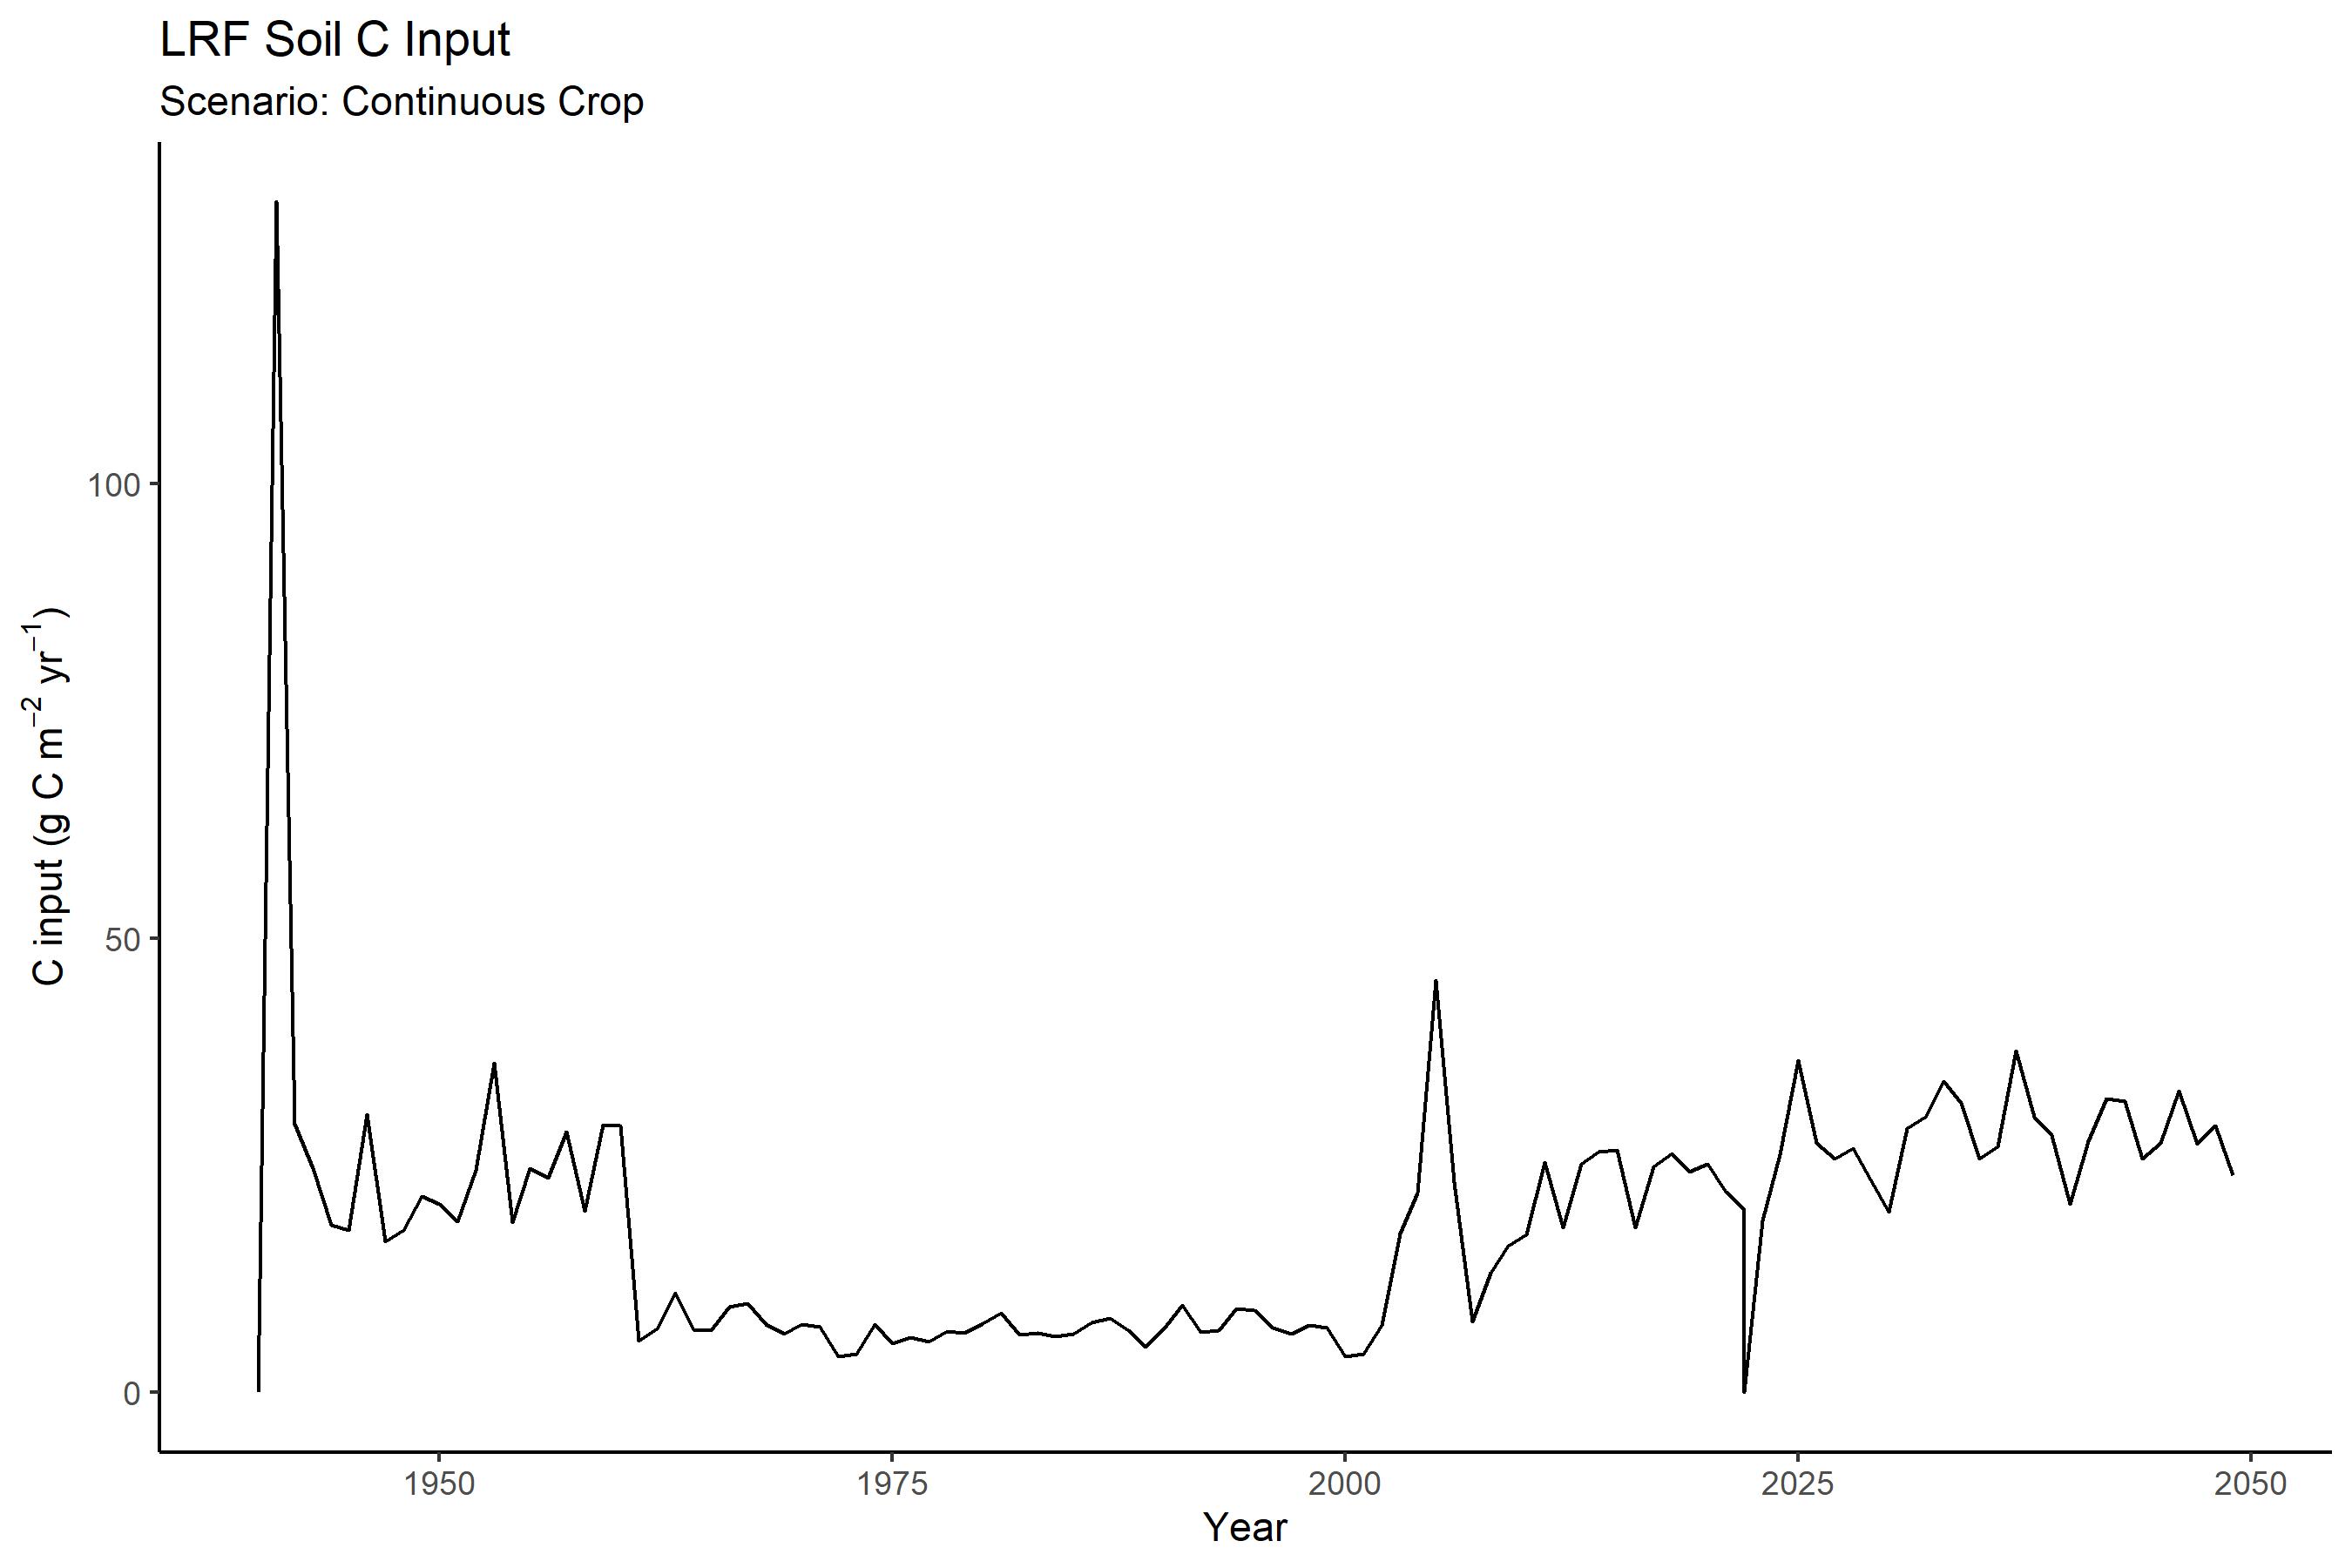 LRF Soil C Input
Scenario: Continuous Crop
C input (g C m⁻² yr⁻¹)
100
50
0
1950 1975 2000 2025 2050
Year